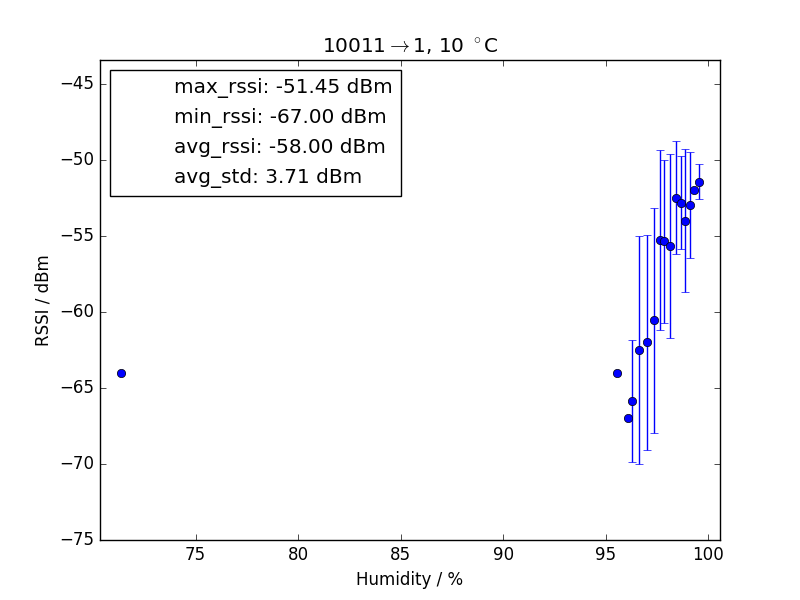 10011→1, 10 °C
max_rssi: -51.45 dBm
min_rssi: -67.00 dBm
avg_rssi: -58.00 dBm
avg_std: 3.71 dBm
RSSI / dBm
−45
−50
−55
−60
−65
−70
−75
75 80 85 90 95 100
Humidity / %